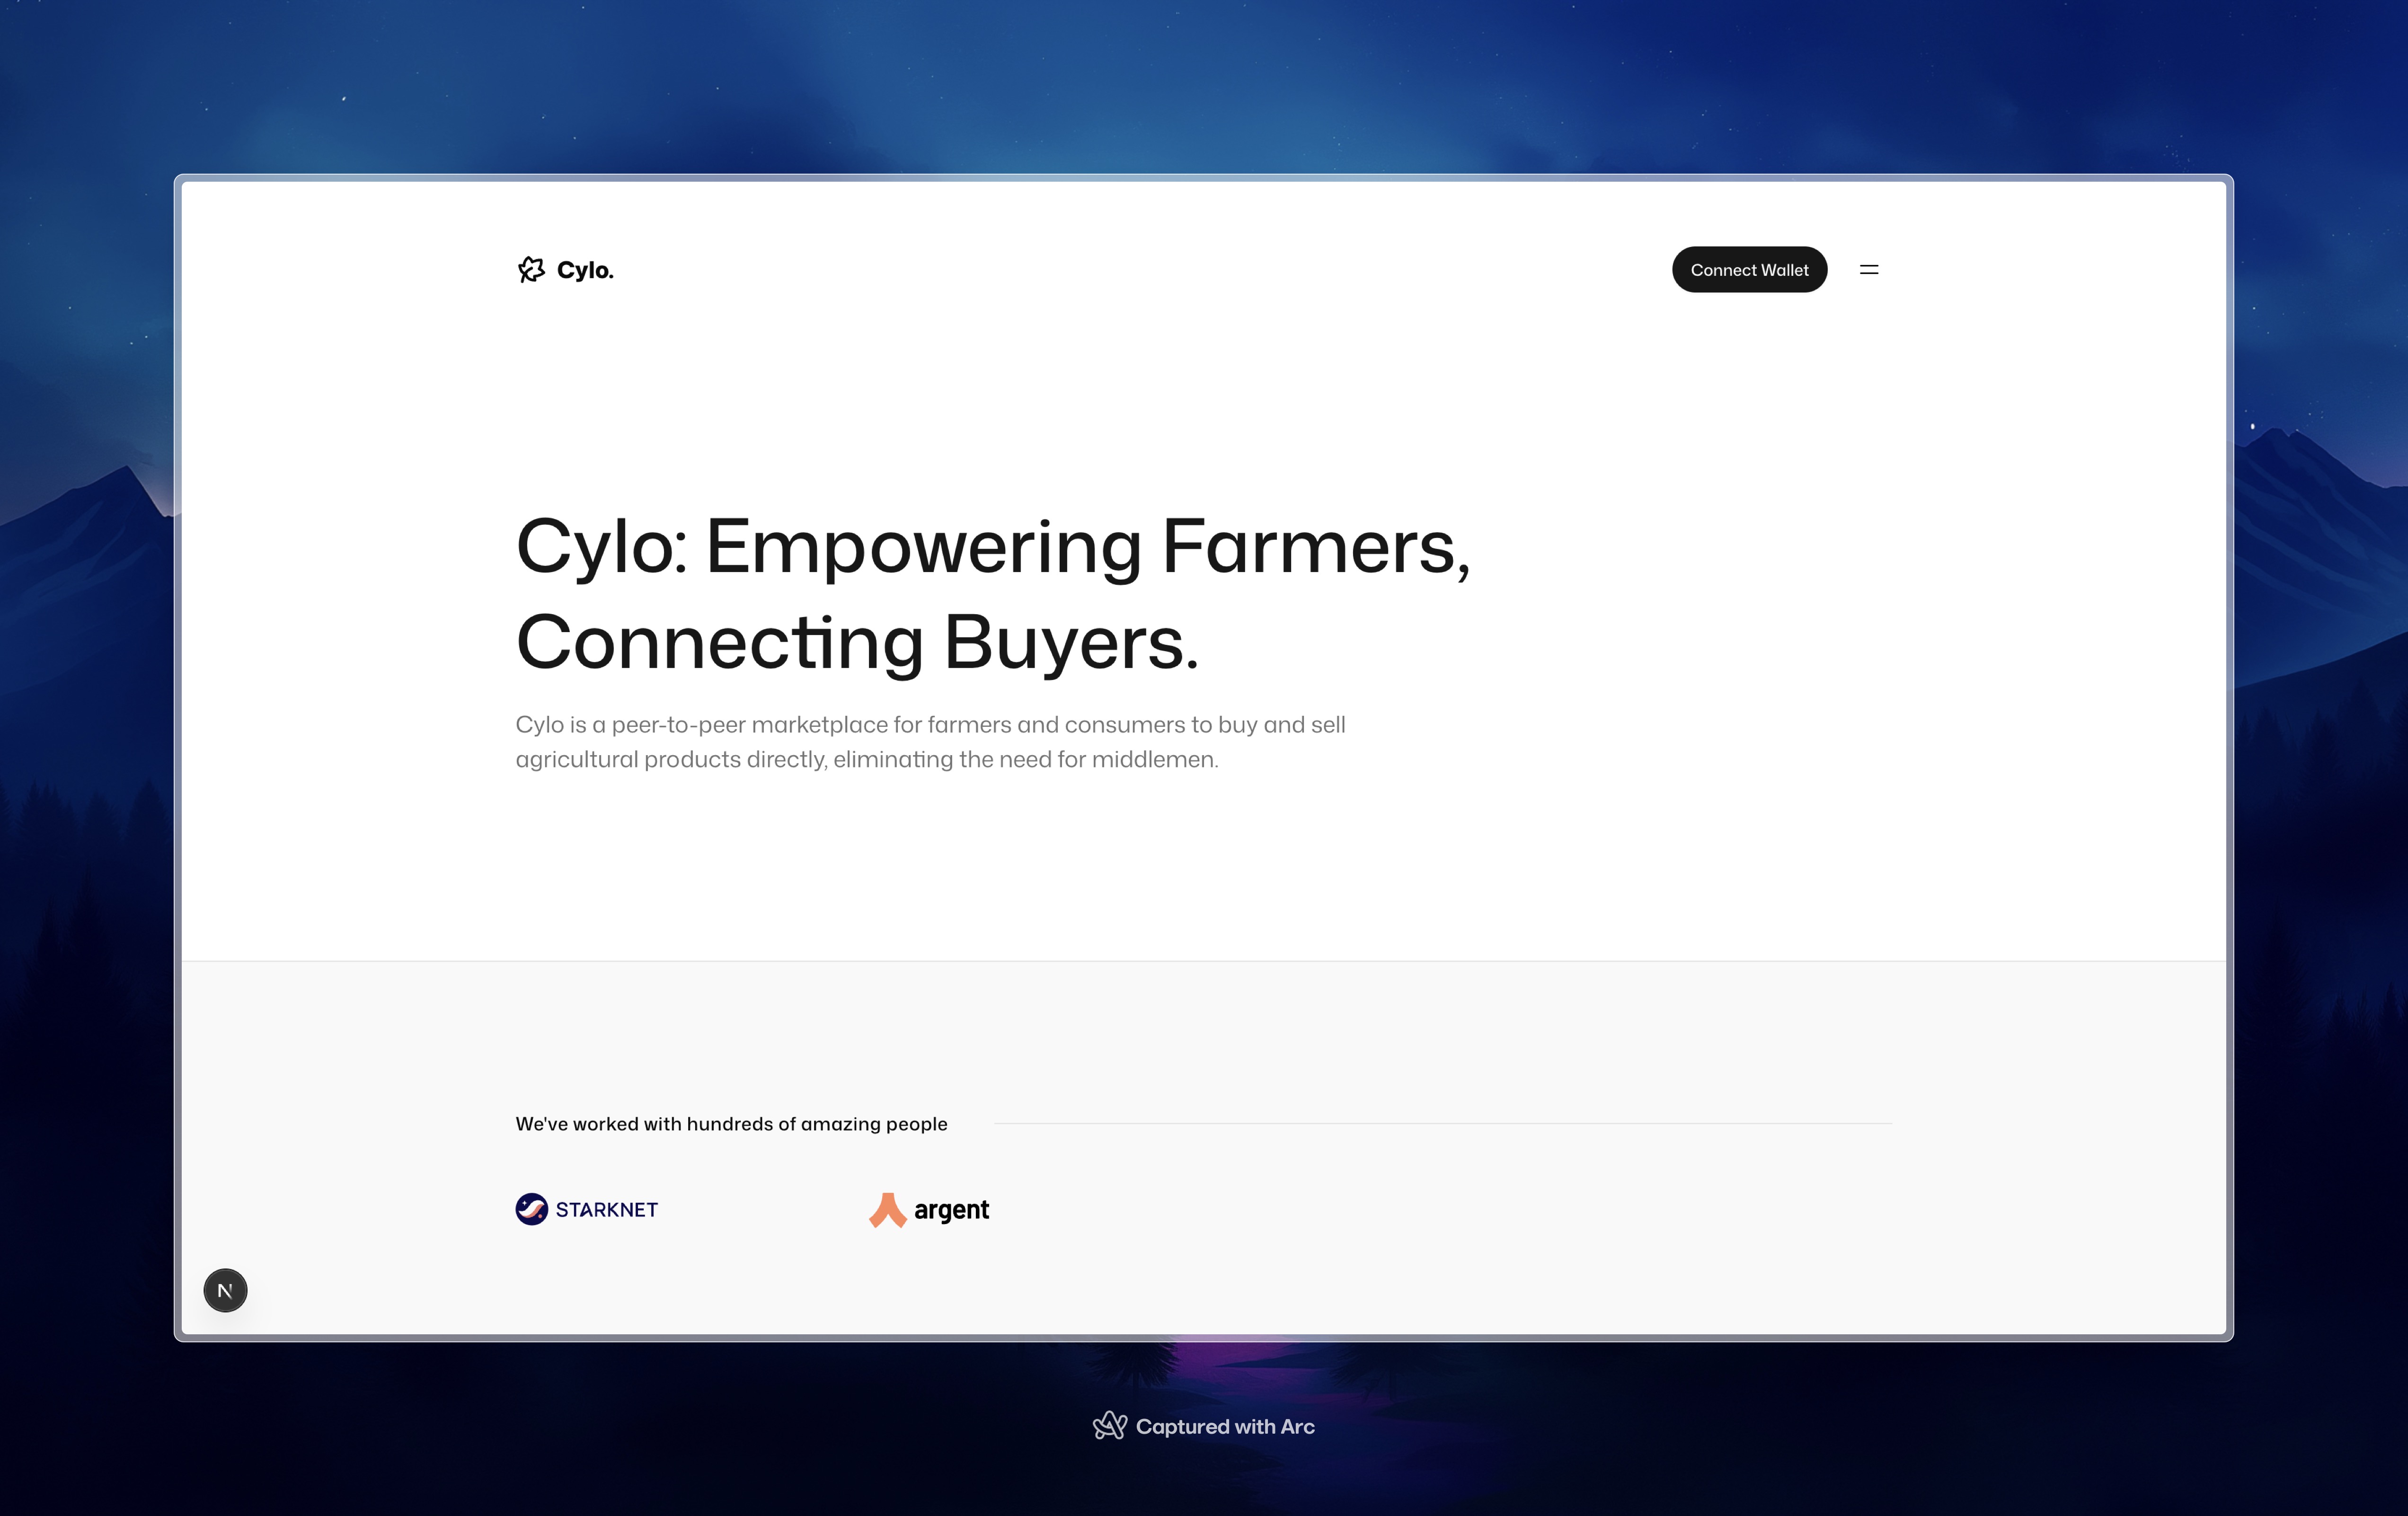 Cylo.
Connect Wallet
Cylo: Empowering Farmers,
Connecting Buyers.
Cylo is a peer-to-peer marketplace for farmers and consumers to buy and sell
agricultural products directly, eliminating the need for middlemen.
We've worked with hundreds of amazing people
STARKNET
argent
N
Captured with Arc